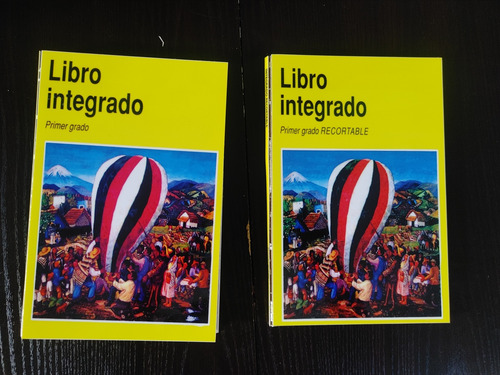 Libro
integrado
Primer grado
Libro
integrado
Primer grado RECORTABLE